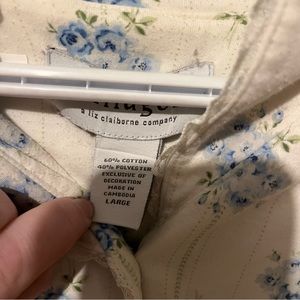 a liz claiborne company
60% COTTON
40% POLYESTER
EXCLUSIVE OF
DECORATION
MADE IN
CAMBODIA
LARGE